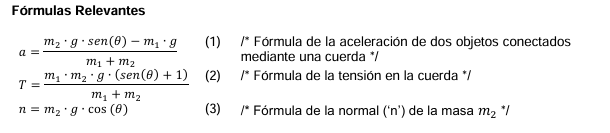 Fórmulas Relevantes
a = (m₂ · g · sen(θ) − m₁ · g) / (m₁ + m₂) (1) /* Fórmula de la aceleración de dos objetos conectados
mediante una cuerda */
T = (m₁ · m₂ · g · (sen(θ) + 1)) / (m₁ + m₂) (2) /* Fórmula de la tensión en la cuerda */
n = m₂ · g · cos (θ) (3) /* Fórmula de la normal (‘n’) de la masa m₂ */